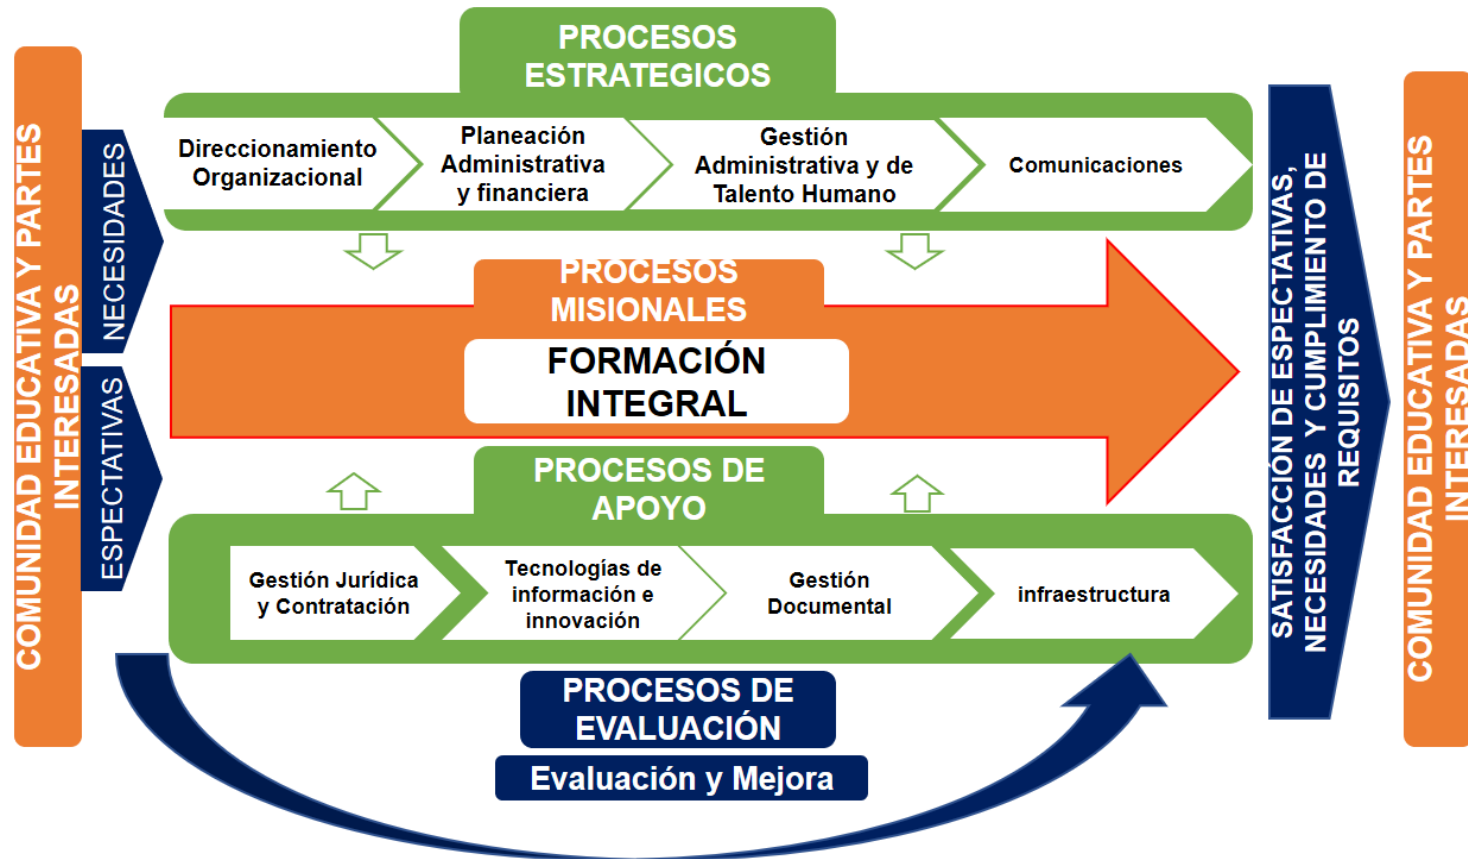 PROCESOS
ESTRATEGICOS
COMUNIDAD EDUCATIVA Y PARTES
INTERESADAS
NECESIDADES
ESPECTATIVAS
Direccionamiento
Organizacional
Planeación
Administrativa
y financiera
Gestión
Administrativa y de
Talento Humano
Comunicaciones
PROCESOS
MISIONALES
FORMACIÓN
INTEGRAL
PROCESOS DE
APOYO
Gestión Jurídica
y Contratación
Tecnologías de
información e
innovación
Gestión
Documental
infraestructura
PROCESOS DE
EVALUACIÓN
Evaluación y Mejora
SATISFACCIÓN DE ESPECTATIVAS,
NECESIDADES Y CUMPLIMIENTO DE
REQUISITOS
COMUNIDAD EDUCATIVA Y PARTES
INTERESADAS